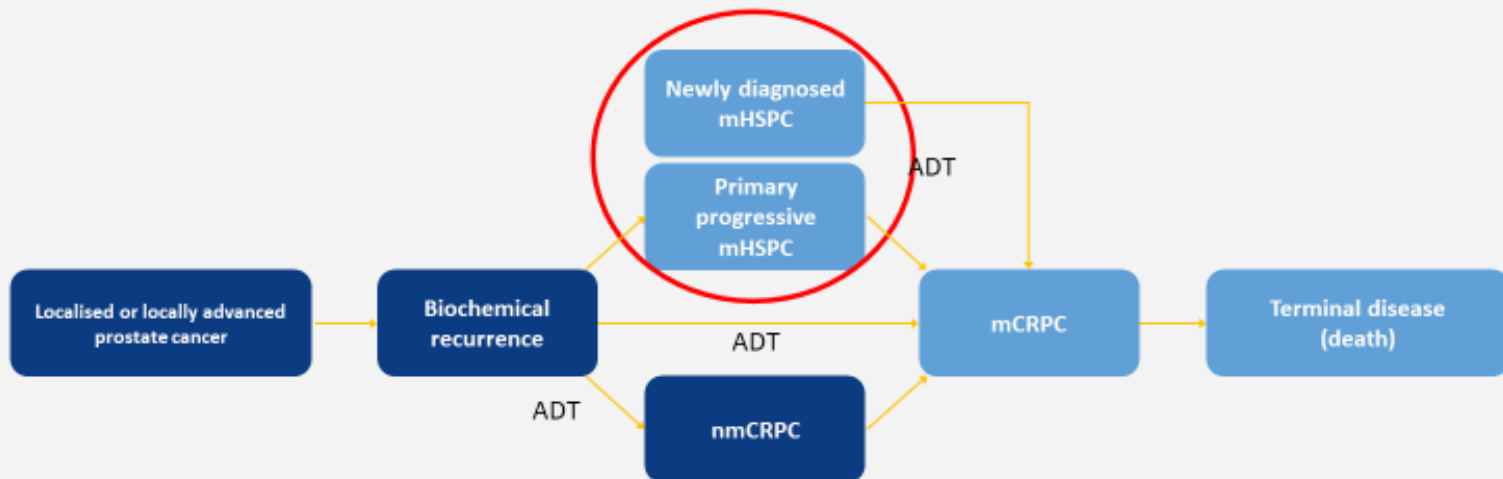 Newly diagnosed
mHSPC
ADT
Primary
progressive
mHSPC
Localised or locally advanced
prostate cancer
Biochemical
recurrence
ADT
mCRPC
Terminal disease
(death)
ADT
nmCRPC